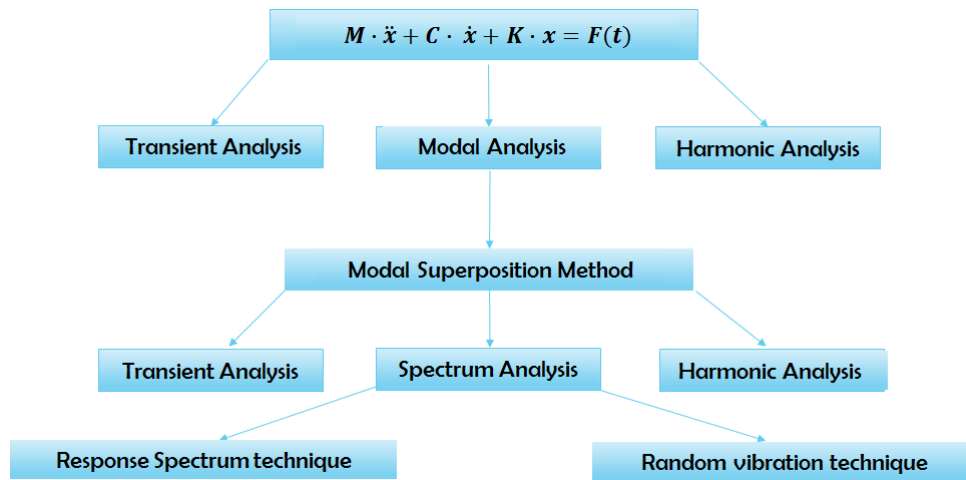 M · ẍ + C · ẋ + K · x = F(t)
Transient Analysis
Modal Analysis
Harmonic Analysis
Modal Superposition Method
Transient Analysis
Spectrum Analysis
Harmonic Analysis
Response Spectrum technique
Random vibration technique